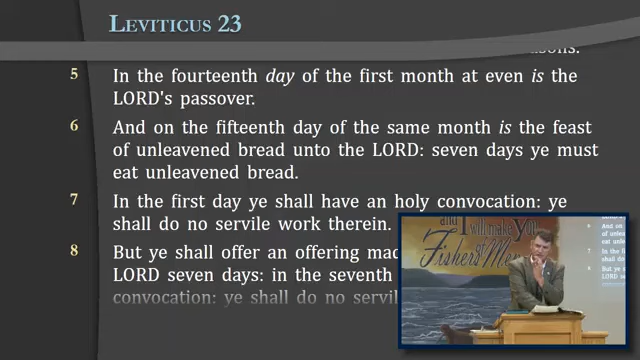 LEVITICUS 23
5 In the fourteenth day of the first month at even is the
LORD's passover.
6 And on the fifteenth day of the same month is the feast
of unleavened bread unto the LORD: seven days ye must
eat unleavened bread.
7 In the first day ye shall have an holy convocation: ye
shall do no servile work therein.
8 But ye shall offer an offering
LORD seven days: in the seventh
convocation: ye shall do no
and I will make you
Fishers of Men